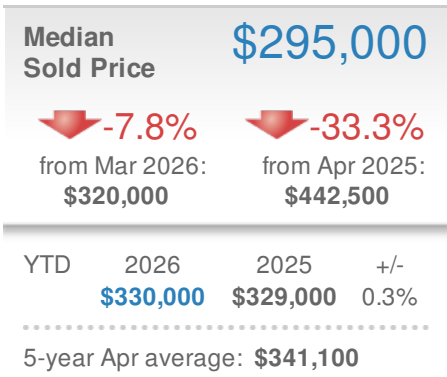 Median
Sold Price
$295,000
-7.8%
-33.3%
from Mar 2026:
from Apr 2025:
$320,000
$442,500
YTD 2026 2025 +/-
$330,000 $329,000 0.3%
5-year Apr average: $341,100